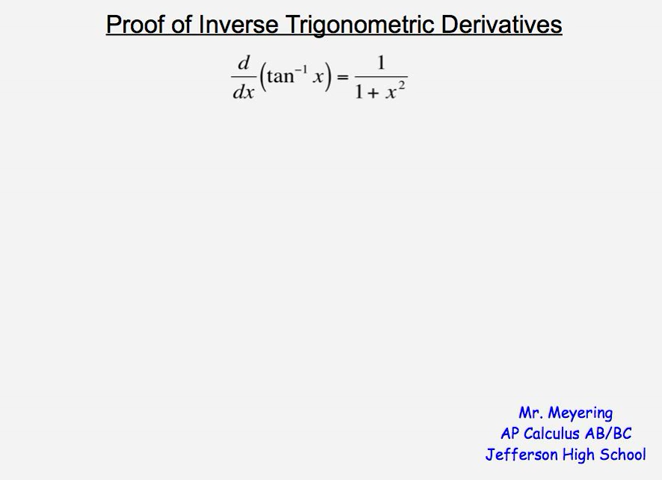 Proof of Inverse Trigonometric Derivatives
d/dx (tan⁻¹ x) = 1/(1 + x²)
Mr. Meyering
AP Calculus AB/BC
Jefferson High School